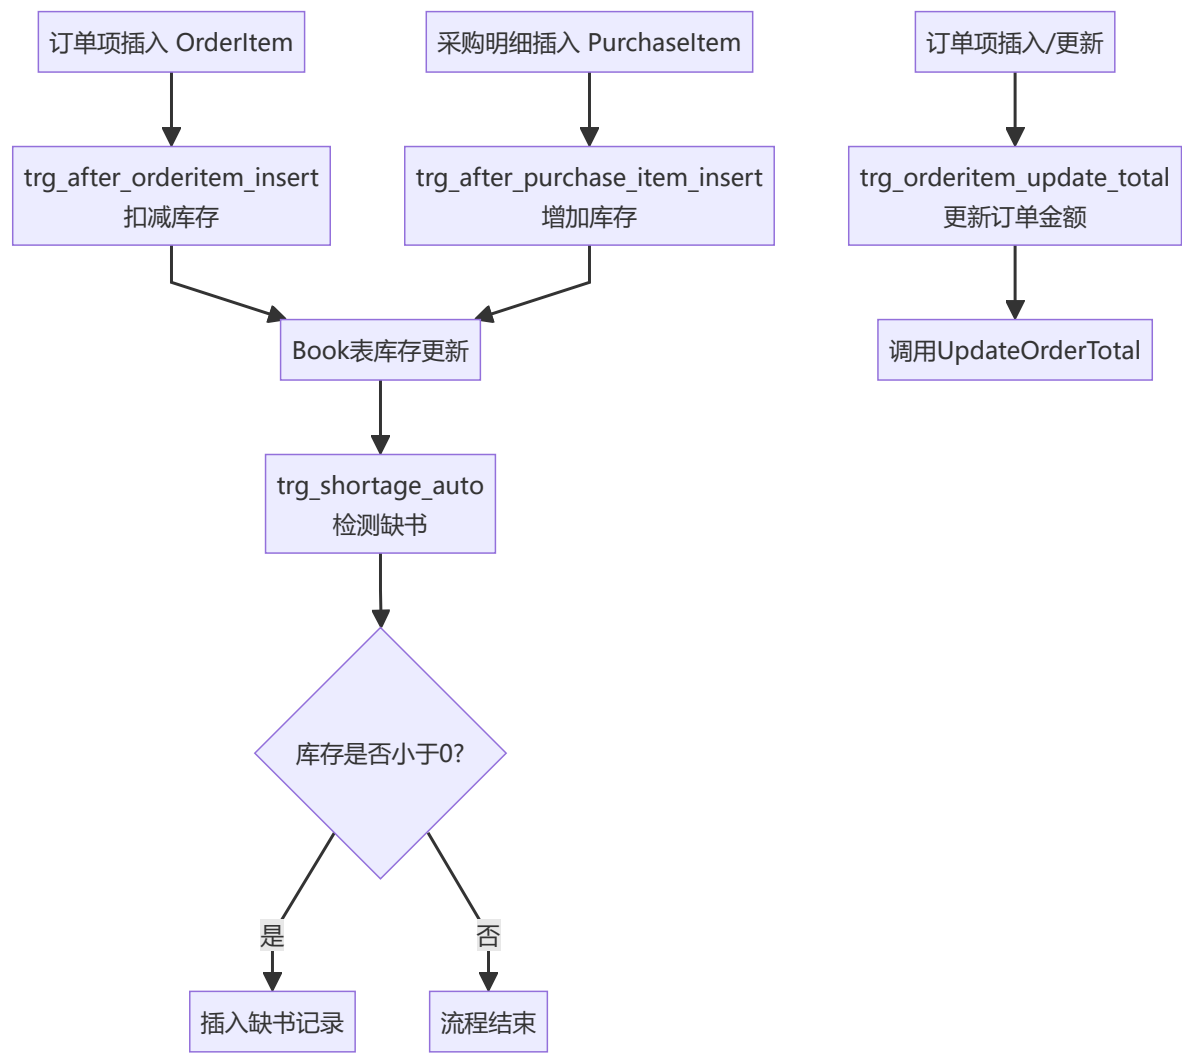 订单项插入 OrderItem
采购明细插入 PurchaseItem
订单项插入/更新
trg_after_orderitem_insert
扣减库存
trg_after_purchase_item_insert
增加库存
trg_orderitem_update_total
更新订单金额
Book表库存更新
调用UpdateOrderTotal
trg_shortage_auto
检测缺书
库存是否小于0?
是
否
插入缺书记录
流程结束